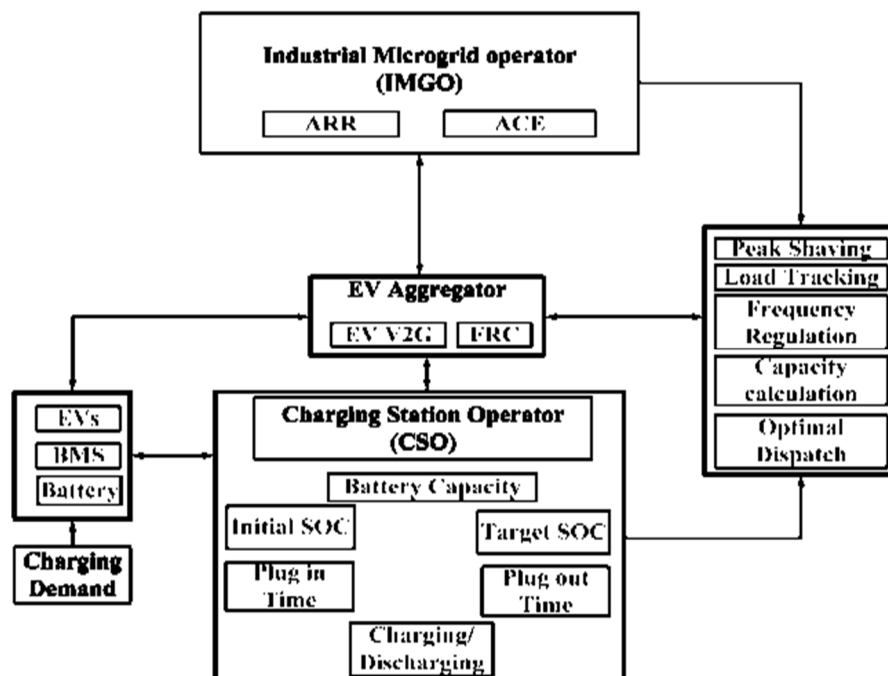 Industrial Microgrid operator
(IMGO)
ARR
ACE
Peak Shaving
Load Tracking
Frequency
Regulation
Capacity
calculation
Optimal
Dispatch
EV Aggregator
EV V2G
FRC
EVs
BMS
Battery
Charging
Demand
Charging Station Operator
(CSO)
Battery Capacity
Initial SOC
Target SOC
Plug in
Time
Plug out
Time
Charging/
Discharging